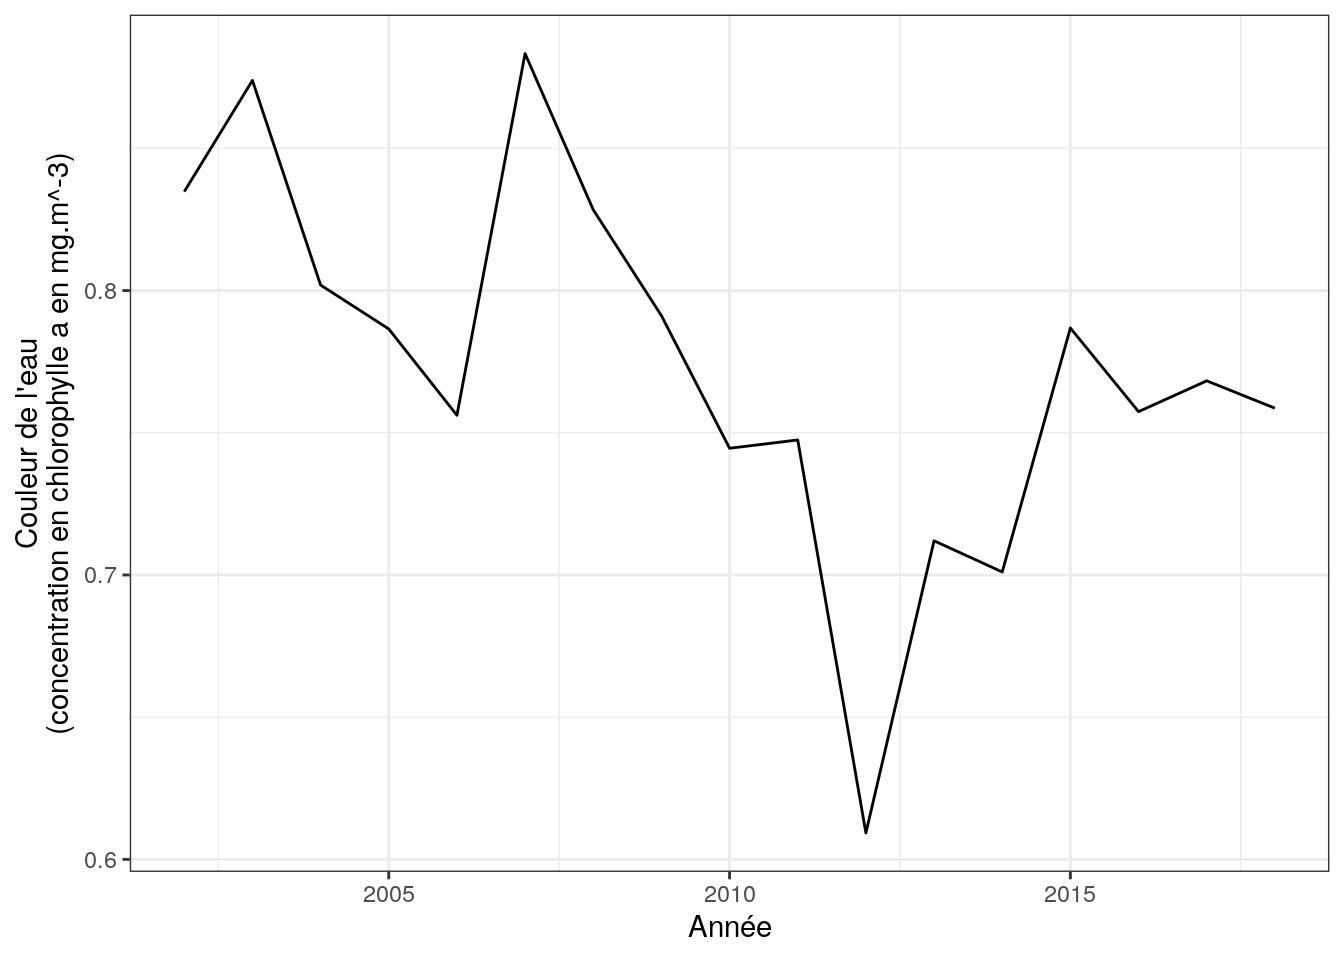 Couleur de l'eau
(concentration en chlorophylle a en mg.m^-3)
0.8
0.7
0.6
2005
2010
2015
Année